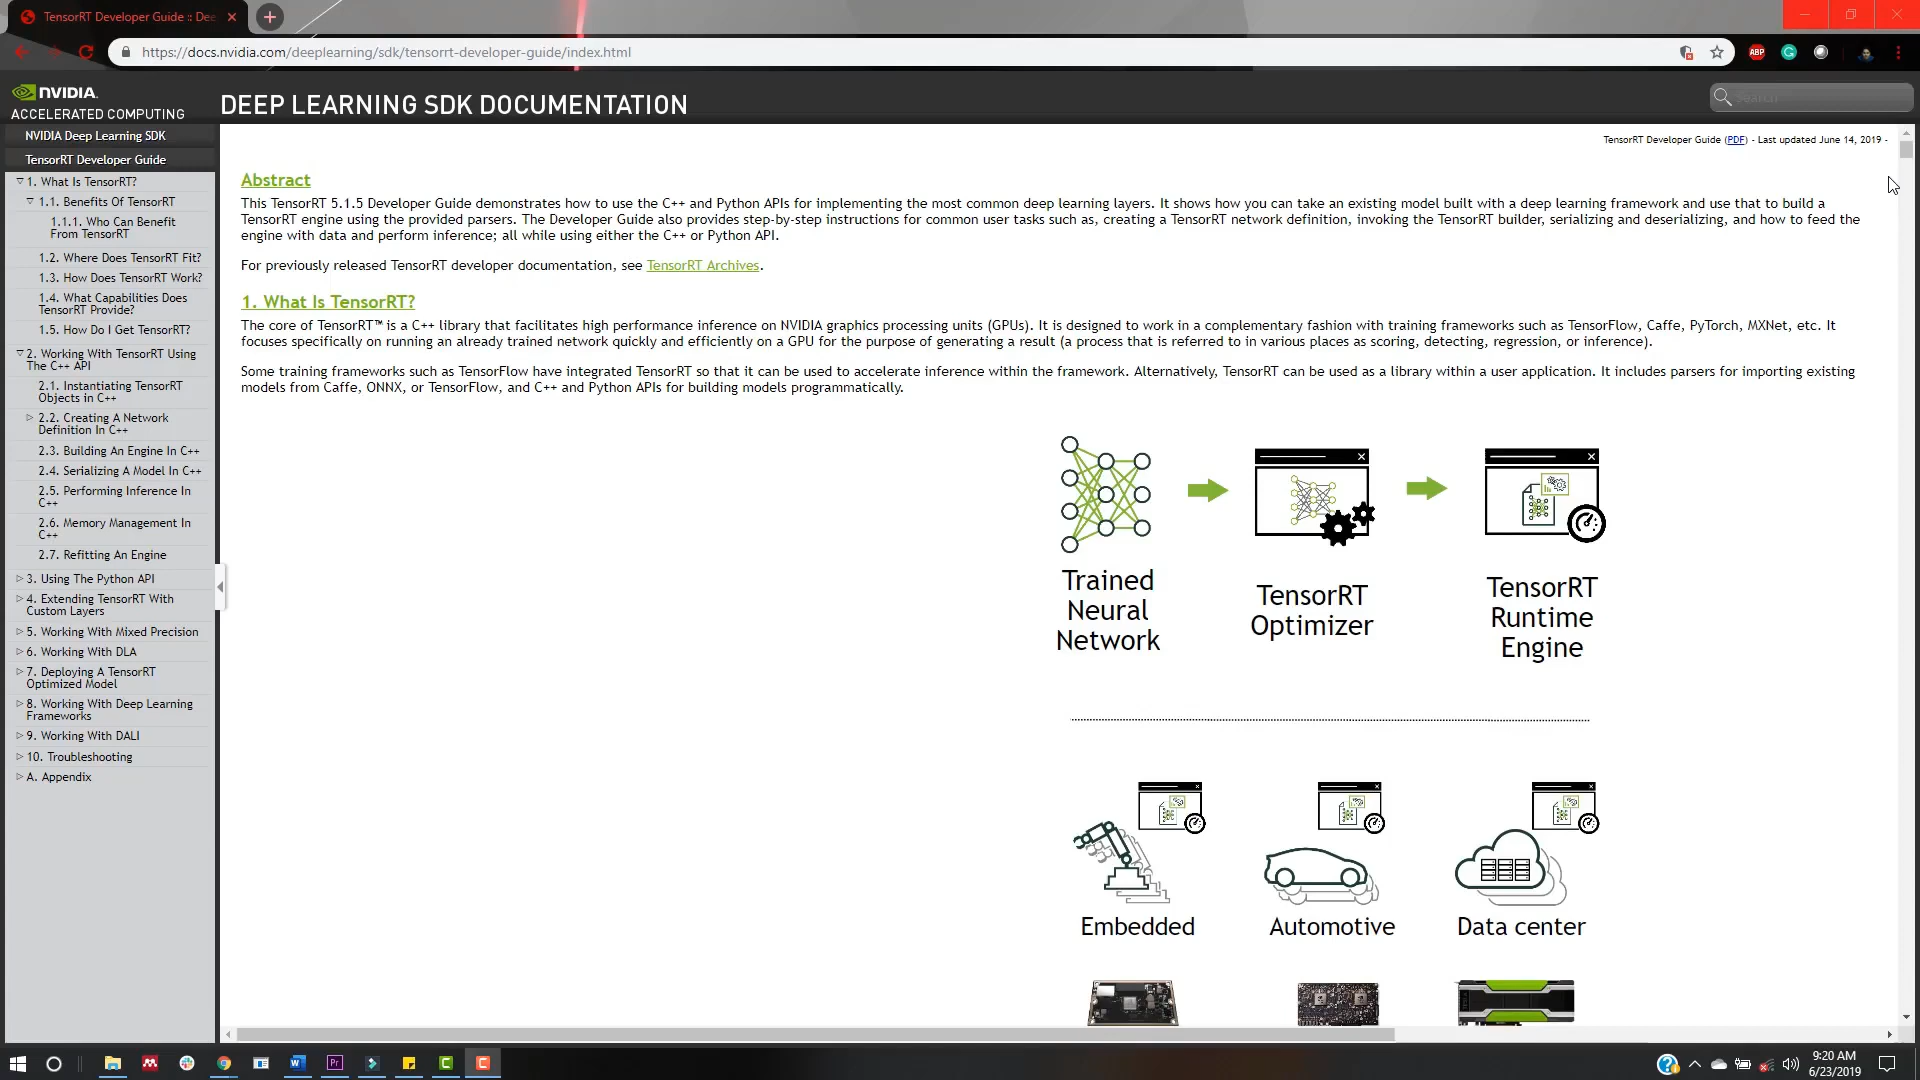 TensorRT Developer Guide :: Dee
https://docs.nvidia.com/deeplearning/sdk/tensorrt-developer-guide/index.html
ABP
NVIDIA.
ACCELERATED COMPUTING
DEEP LEARNING SDK DOCUMENTATION
NVIDIA Deep Learning SDK
TensorRT Developer Guide
1. What Is TensorRT?
1.1. Benefits Of TensorRT
1.1.1. Who Can Benefit
From TensorRT
1.2. Where Does TensorRT Fit?
1.3. How Does TensorRT Work?
1.4. What Capabilities Does
TensorRT Provide?
1.5. How Do I Get TensorRT?
2. Working With TensorRT Using
The C++ API
2.1. Instantiating TensorRT
Objects in C++
2.2. Creating A Network
Definition In C++
2.3. Building An Engine In C++
2.4. Serializing A Model In C++
2.5. Performing Inference In
C++
2.6. Memory Management In
C++
2.7. Refitting An Engine
3. Using The Python API
4. Extending TensorRT With
Custom Layers
5. Working With Mixed Precision
6. Working With DLA
7. Deploying A TensorRT
Optimized Model
8. Working With Deep Learning
Frameworks
9. Working With DALI
10. Troubleshooting
A. Appendix
TensorRT Developer Guide (PDF) - Last updated June 14, 2019 -
Abstract
This TensorRT 5.1.5 Developer Guide demonstrates how to use the C++ and Python APIs for implementing the most common deep learning layers. It shows how you can take an existing model built with a deep learning framework and use that to build a
TensorRT engine using the provided parsers. The Developer Guide also provides step-by-step instructions for common user tasks such as, creating a TensorRT network definition, invoking the TensorRT builder, serializing and deserializing, and how to feed the
engine with data and perform inference; all while using either the C++ or Python API.
For previously released TensorRT developer documentation, see TensorRT Archives.
1. What Is TensorRT?
The core of TensorRT™ is a C++ library that facilitates high performance inference on NVIDIA graphics processing units (GPUs). It is designed to work in a complementary fashion with training frameworks such as TensorFlow, Caffe, PyTorch, MXNet, etc. It
focuses specifically on running an already trained network quickly and efficiently on a GPU for the purpose of generating a result (a process that is referred to in various places as scoring, detecting, regression, or inference).
Some training frameworks such as TensorFlow have integrated TensorRT so that it can be used to accelerate inference within the framework. Alternatively, TensorRT can be used as a library within a user application. It includes parsers for importing existing
models from Caffe, ONNX, or TensorFlow, and C++ and Python APIs for building models programmatically.
Trained
Neural
Network
TensorRT
Optimizer
TensorRT
Runtime
Engine
Embedded
Automotive
Data center
9:20 AM
6/23/2019